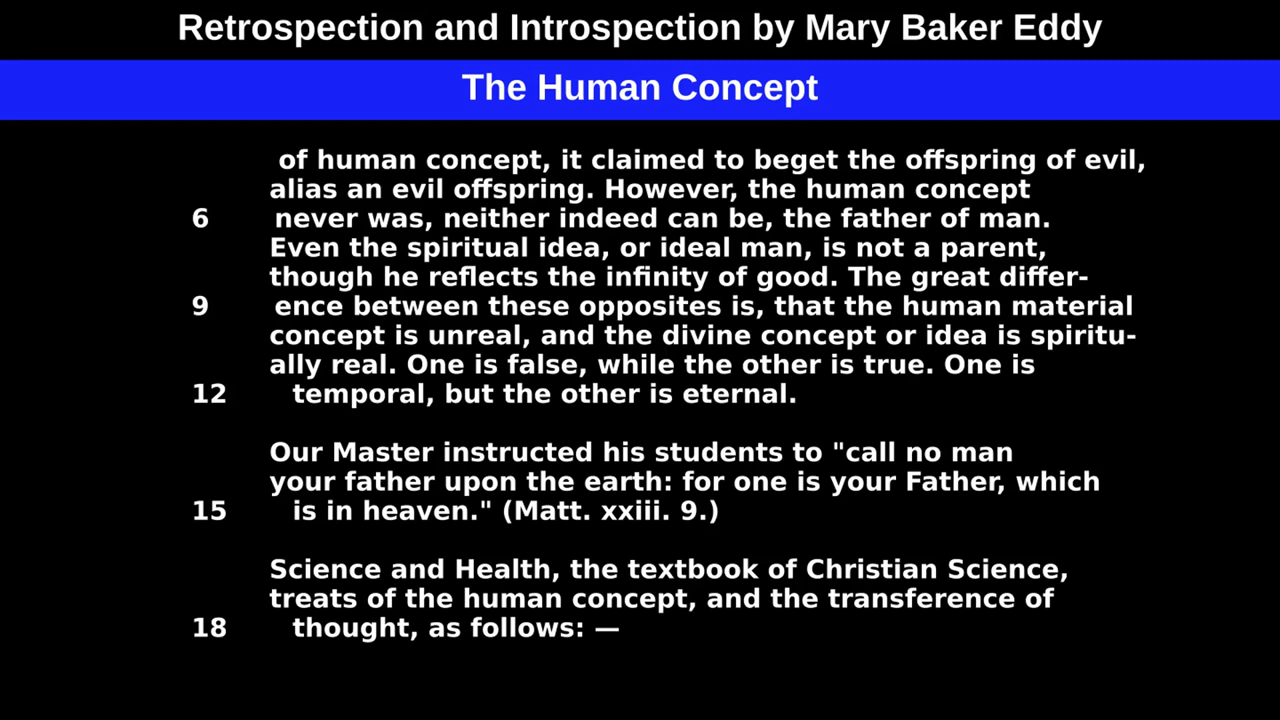 Retrospection and Introspection by Mary Baker Eddy
The Human Concept
of human concept, it claimed to beget the offspring of evil,
alias an evil offspring. However, the human concept
6 never was, neither indeed can be, the father of man.
Even the spiritual idea, or ideal man, is not a parent,
though he reflects the infinity of good. The great differ-
9 ence between these opposites is, that the human material
concept is unreal, and the divine concept or idea is spiritu-
ally real. One is false, while the other is true. One is
12 temporal, but the other is eternal.
Our Master instructed his students to "call no man
your father upon the earth: for one is your Father, which
15 is in heaven." (Matt. xxiii. 9.)
Science and Health, the textbook of Christian Science,
treats of the human concept, and the transference of
18 thought, as follows: —